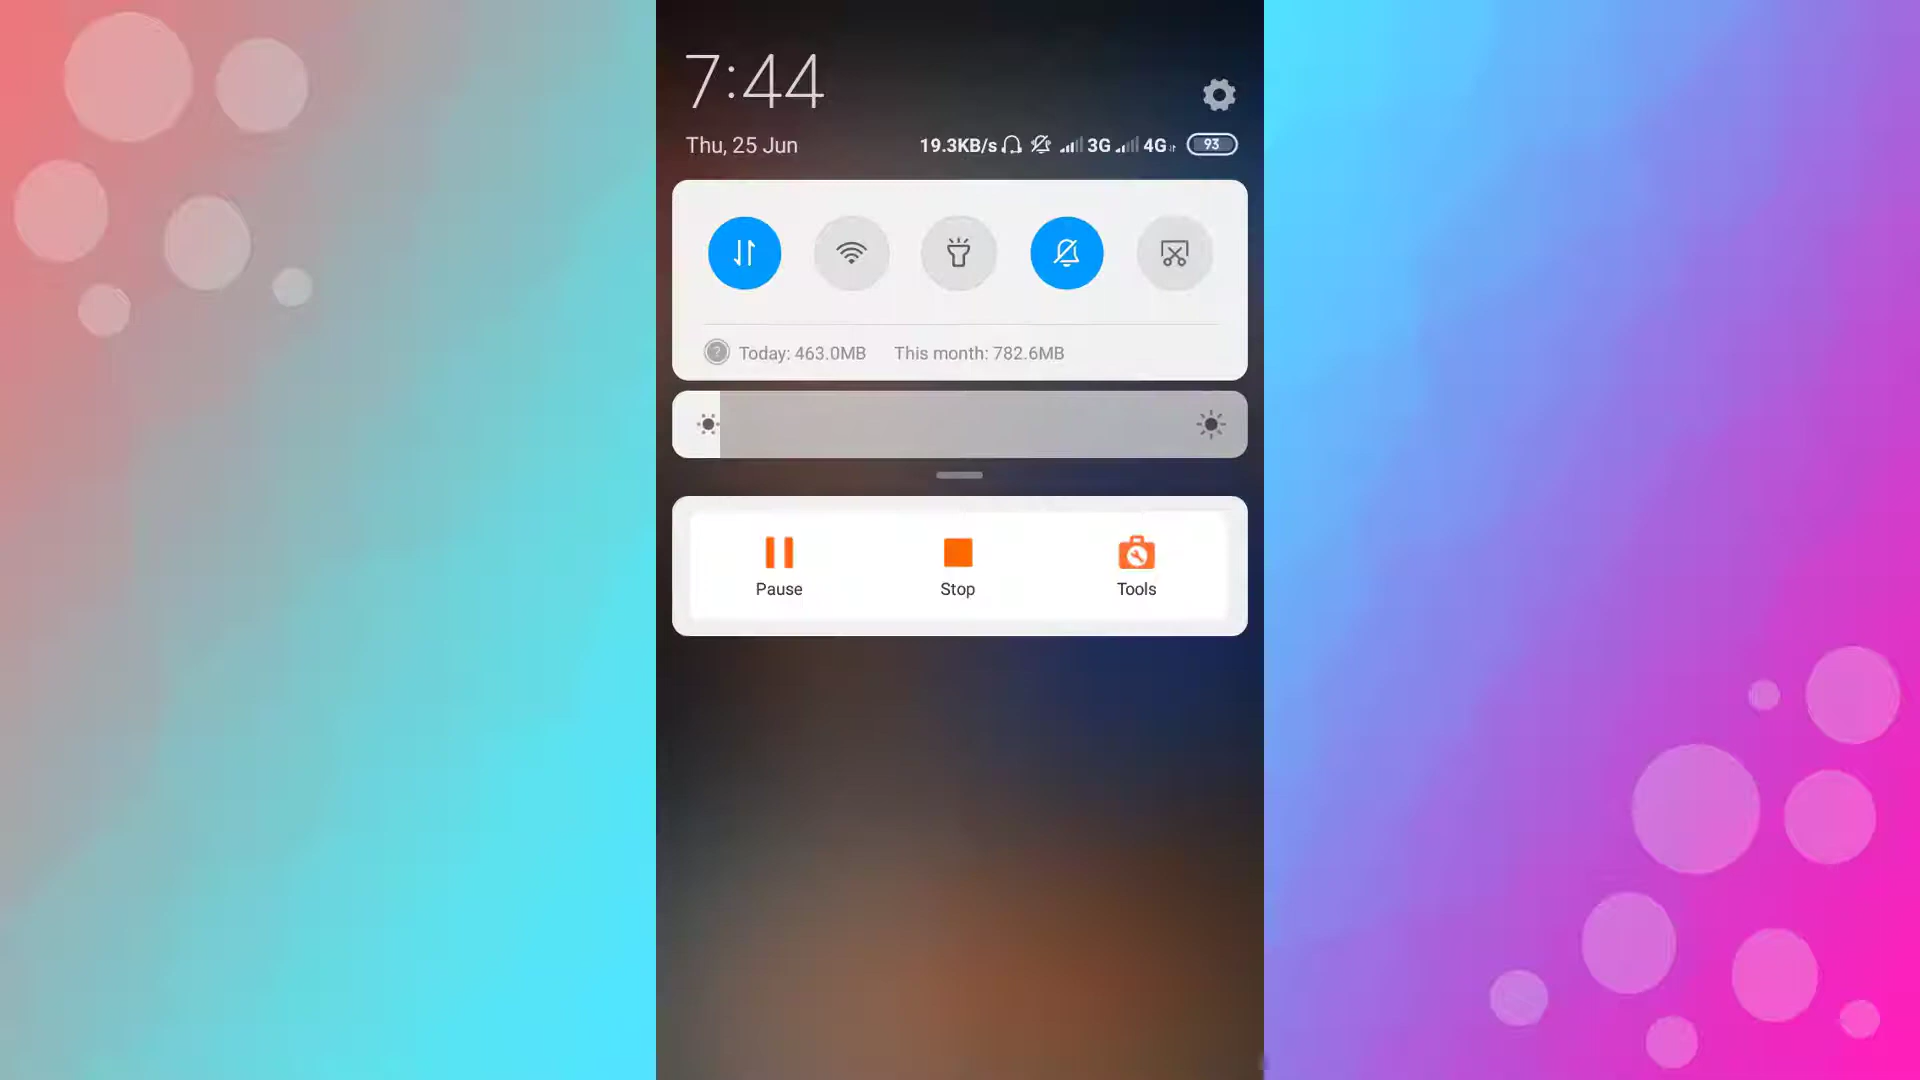 7:44
Thu, 25 Jun
19.3KB/s 3G 4G 93
Today: 463.0MB This month: 782.6MB
Pause Stop Tools